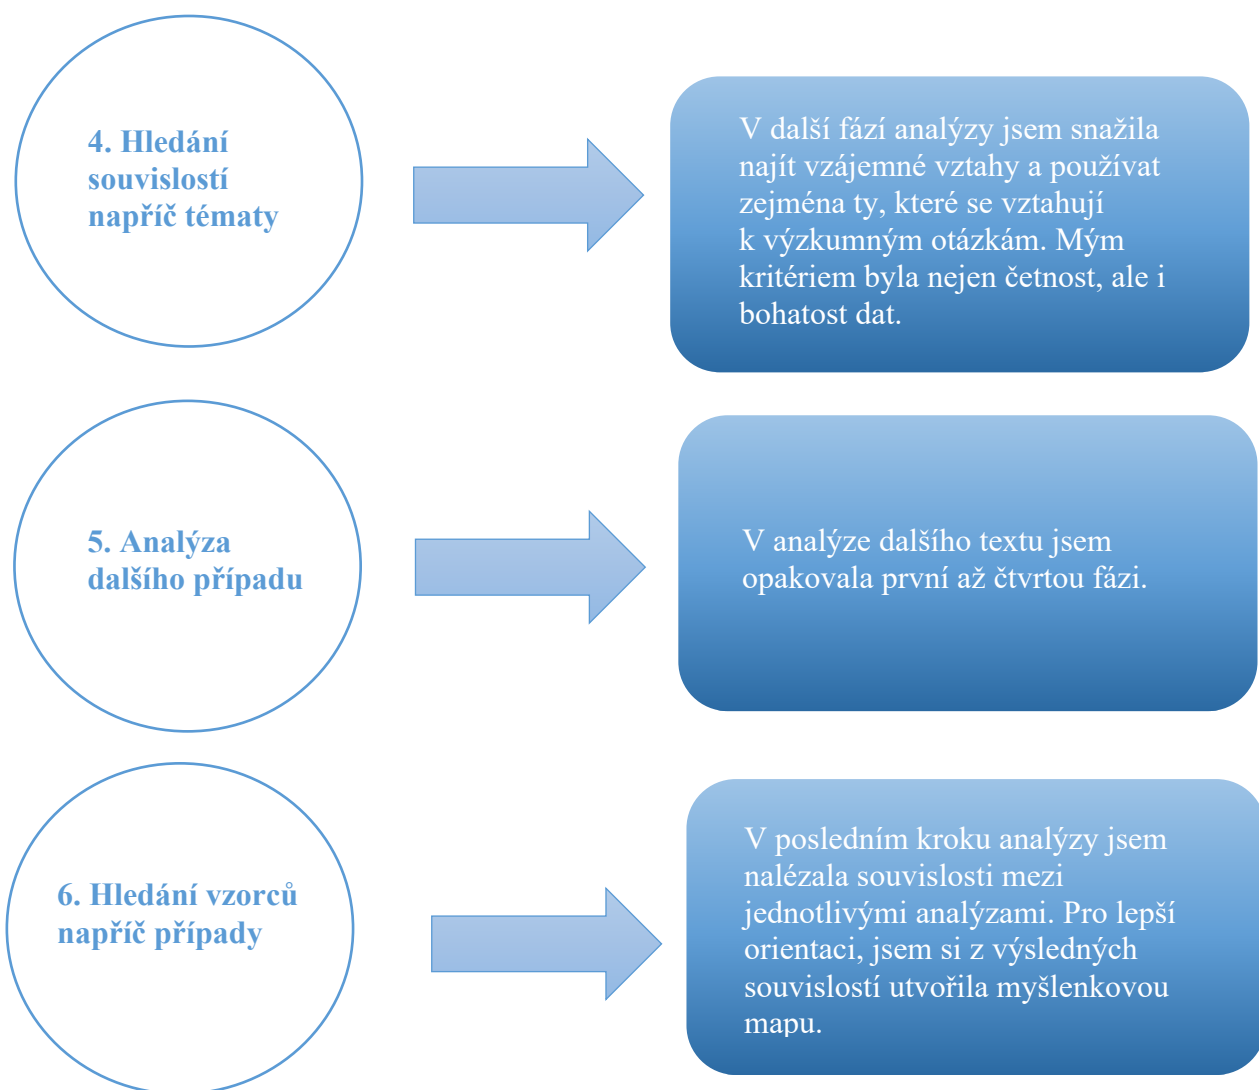 4. Hledání
souvislostí
napříč tématy
V další fází analýzy jsem snažila
najít vzájemné vztahy a používat
zejména ty, které se vztahují
k výzkumným otázkám. Mým
kritériem byla nejen četnost, ale i
bohatost dat.
5. Analýza
dalšího případu
V analýze dalšího textu jsem
opakovala první až čtvrtou fázi.
6. Hledání vzorců
napříč případy
V posledním kroku analýzy jsem
nalézala souvislosti mezi
jednotlivými analýzami. Pro lepší
orientaci, jsem si z výsledných
souvislostí utvořila myšlenkovou
mapu.